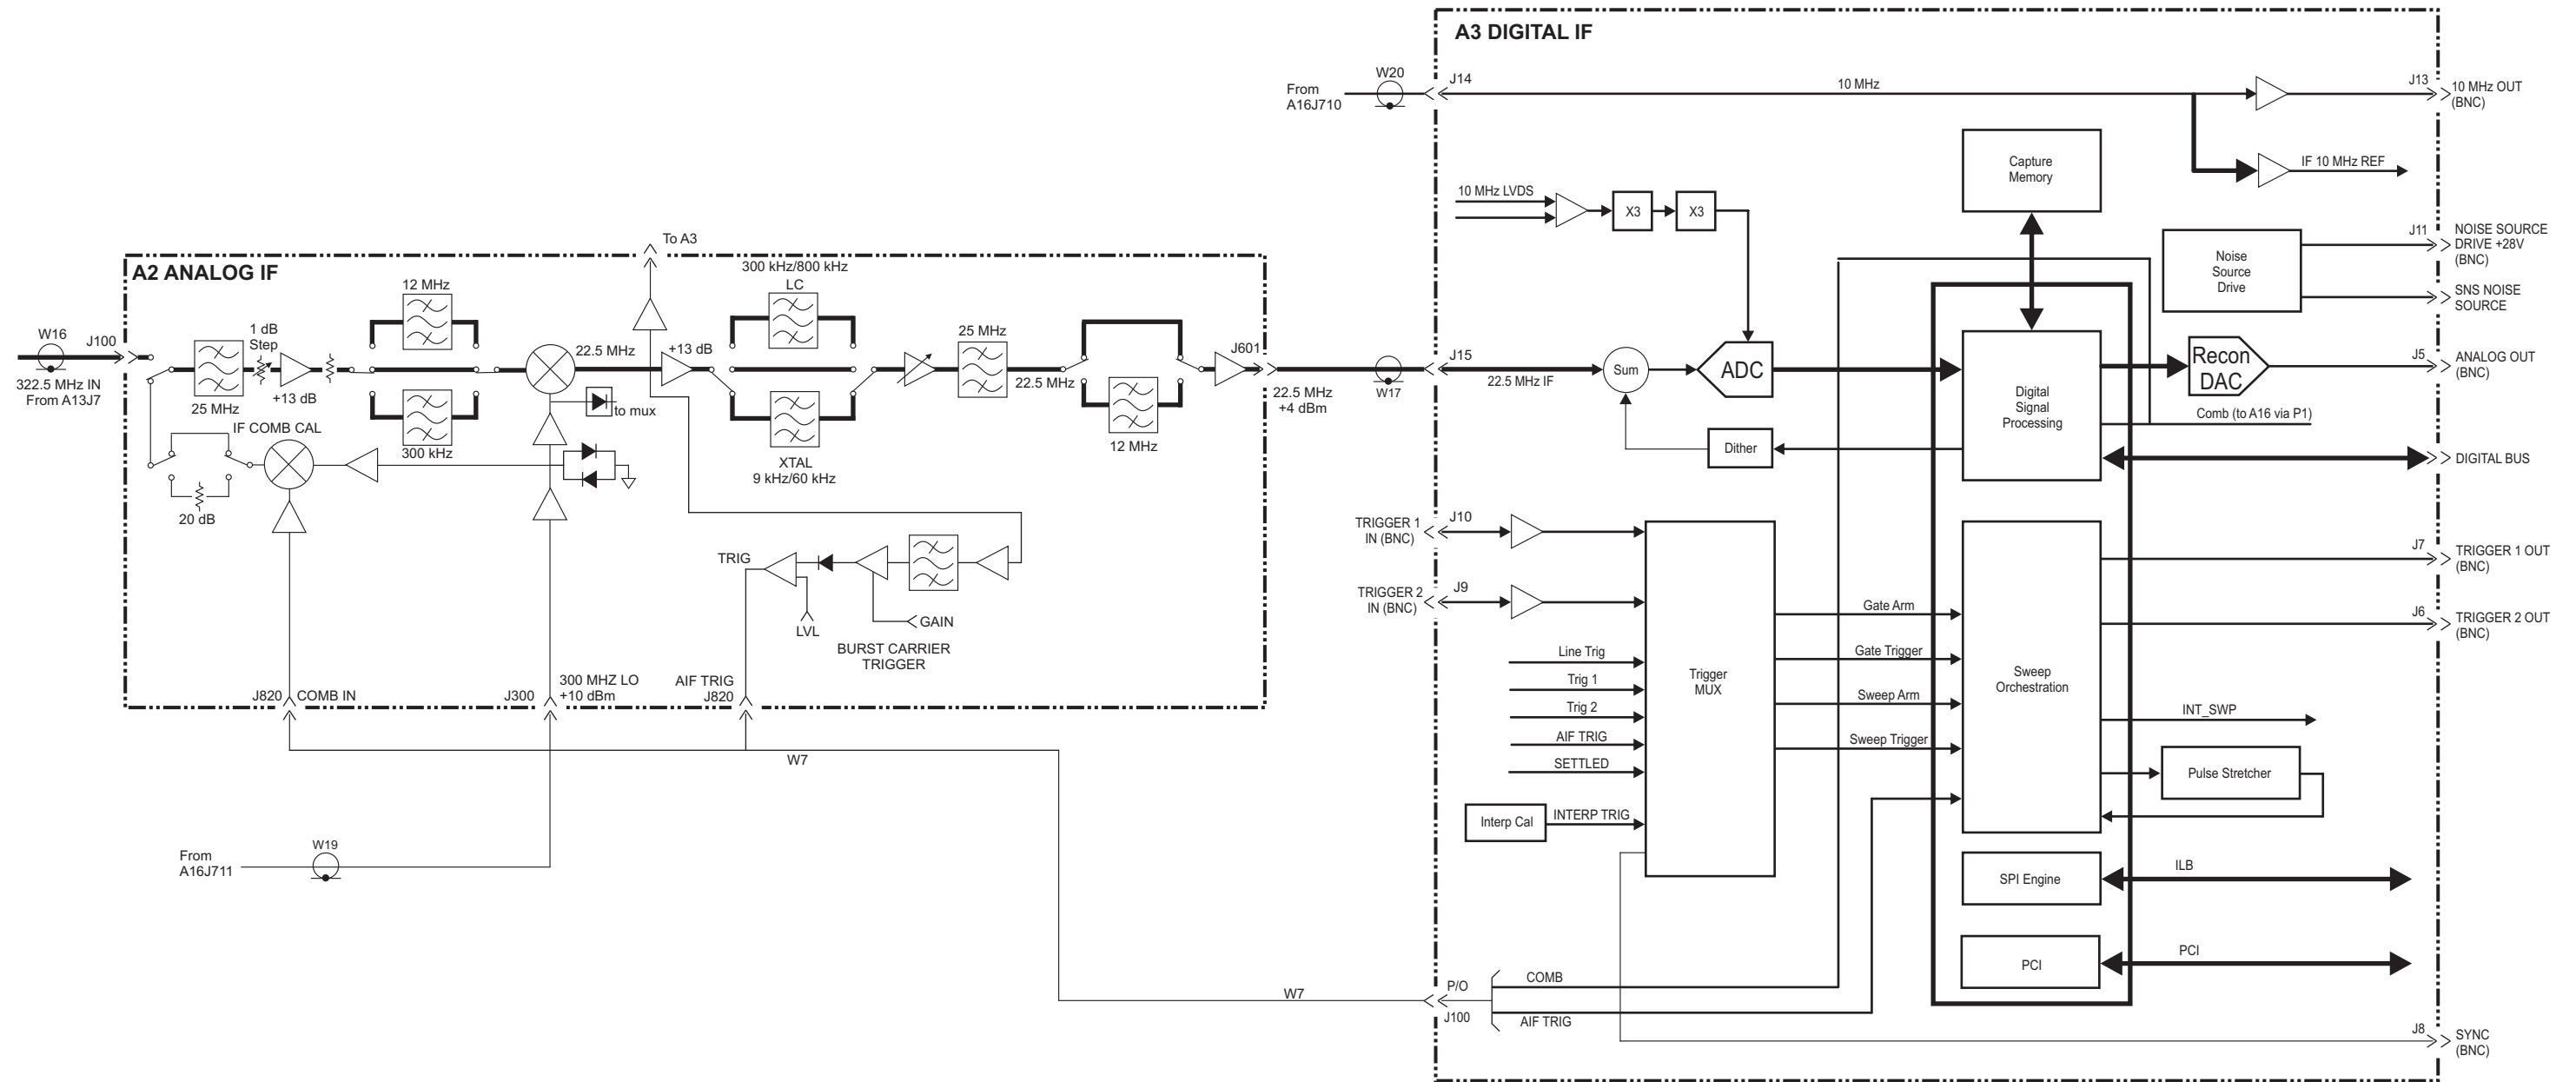 A3 DIGITAL IF
W20
From
A16J710
J14
10 MHz
J13
10 MHz OUT
(BNC)
IF 10 MHz REF
Capture
Memory
10 MHz LVDS
X3
X3
J11
NOISE SOURCE
DRIVE +28V
(BNC)
Noise
Source
Drive
SNS NOISE
SOURCE
To A3
A2 ANALOG IF
12 MHz
300 kHz/800 kHz
LC
W16
J100
322.5 MHz IN
From A13J7
1 dB
Step
25 MHz
+13 dB
300 kHz
22.5 MHz
to mux
+13 dB
XTAL
9 kHz/60 kHz
25 MHz
22.5 MHz
12 MHz
J601
22.5 MHz
+4 dBm
W17
J15
22.5 MHz IF
Sum
ADC
Dither
Digital
Signal
Processing
Recon
DAC
J5
ANALOG OUT
(BNC)
Comb (to A16 via P1)
DIGITAL BUS
IF COMB CAL
20 dB
TRIG
LVL
GAIN
BURST CARRIER
TRIGGER
TRIGGER 1
IN (BNC)
J10
TRIGGER 2
IN (BNC)
J9
Line Trig
Trig 1
Trig 2
AIF TRIG
SETTLED
Interp Cal
INTERP TRIG
Trigger
MUX
Gate Arm
Gate Trigger
Sweep Arm
Sweep Trigger
Sweep
Orchestration
J7
TRIGGER 1 OUT
(BNC)
J6
TRIGGER 2 OUT
(BNC)
INT_SWP
Pulse Stretcher
J820
COMB IN
J300
300 MHZ LO
+10 dBm
AIF TRIG
J820
W7
From
A16J711
W19
SPI Engine
ILB
PCI
PCI
W7
P/O
J100
COMB
AIF TRIG
J8
SYNC
(BNC)